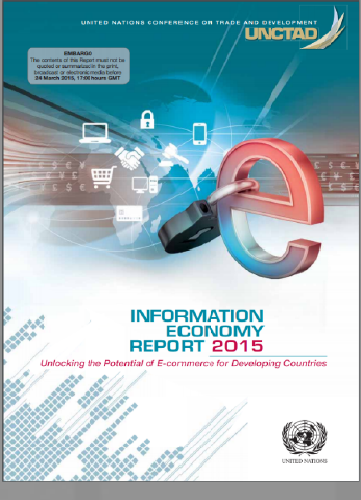 UNITED NATIONS CONFERENCE ON TRADE AND DEVELOPMENT
UNCTAD
EMBARGO
The contents of this Report must not be
quoted or summarized in the print,
broadcast or electronic media before
24 March 2015, 17:00 hours GMT
e
INFORMATION
ECONOMY
REPORT 2015
Unlocking the Potential of E-commerce for Developing Countries
UNITED NATIONS